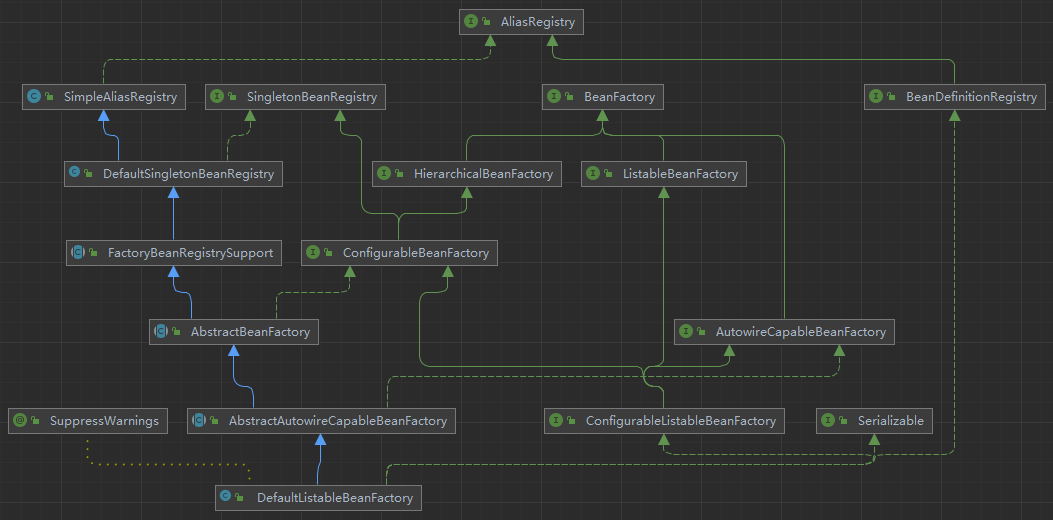 AliasRegistry
SimpleAliasRegistry
SingletonBeanRegistry
BeanFactory
BeanDefinitionRegistry
DefaultSingletonBeanRegistry
HierarchicalBeanFactory
ListableBeanFactory
FactoryBeanRegistrySupport
ConfigurableBeanFactory
AbstractBeanFactory
AutowireCapableBeanFactory
SuppressWarnings
AbstractAutowireCapableBeanFactory
ConfigurableListableBeanFactory
Serializable
DefaultListableBeanFactory